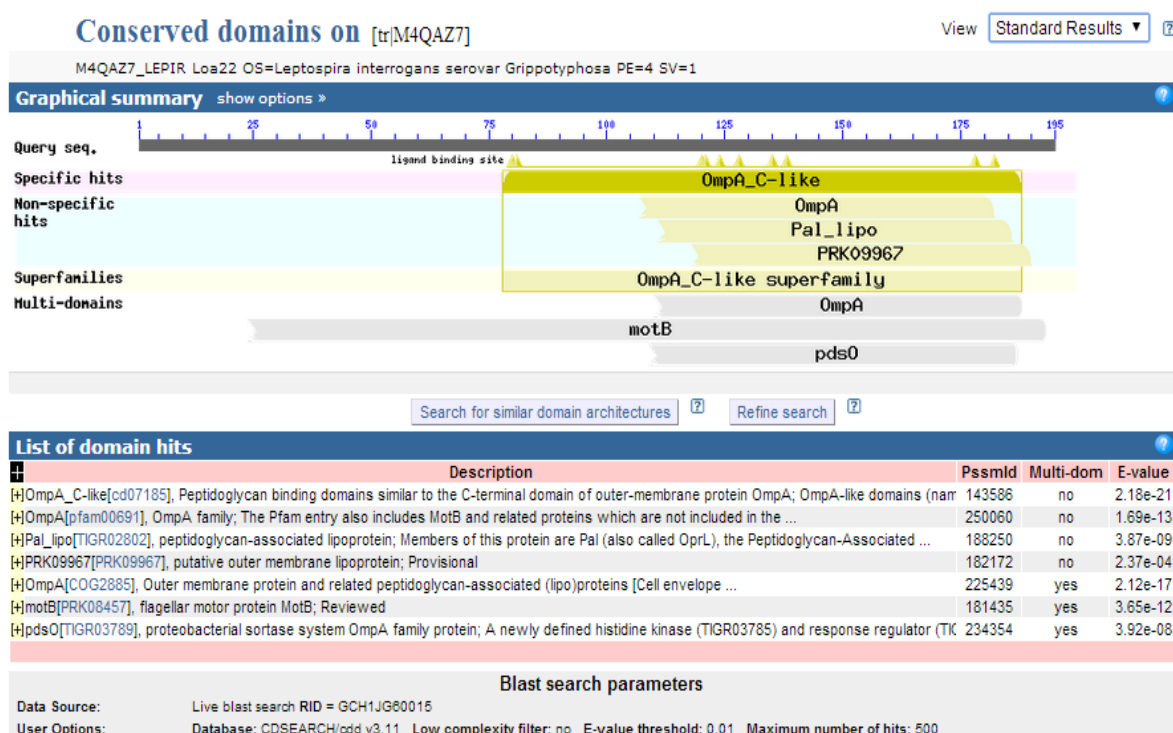 Conserved domains on [tr|M4QAZ7]
View Standard Results ▼ ?
M4QAZ7_LEPIR Loa22 OS=Leptospira interrogans serovar Grippotyphosa PE=4 SV=1
Graphical summary show options » ?
1 25 50 75 100 125 150 175 195
Query seq.
ligand binding site
Specific hits OmpA_C-like
Non-specific hits OmpA
Pal_lipo
PRK09967
Superfamilies OmpA_C-like superfamily
Multi-domains OmpA
motB
pdsO
Search for similar domain architectures ? Refine search ?
List of domain hits ?
+ Description PssmId Multi-dom E-value
[+]OmpA_C-like[cd07185], Peptidoglycan binding domains similar to the C-terminal domain of outer-membrane protein OmpA; OmpA-like domains (nam 143586 no 2.18e-21
[+]OmpA[pfam00691], OmpA family; The Pfam entry also includes MotB and related proteins which are not included in the ... 250060 no 1.69e-13
[+]Pal_lipo[TIGR02802], peptidoglycan-associated lipoprotein; Members of this protein are Pal (also called OprL), the Peptidoglycan-Associated ... 188250 no 3.87e-09
[+]PRK09967[PRK09967], putative outer membrane lipoprotein; Provisional 182172 no 2.37e-04
[+]OmpA[COG2885], Outer membrane protein and related peptidoglycan-associated (lipo)proteins [Cell envelope ... 225439 yes 2.12e-17
[+]motB[PRK08457], flagellar motor protein MotB; Reviewed 181435 yes 3.65e-12
[+]pdsO[TIGR03789], proteobacterial sortase system OmpA family protein; A newly defined histidine kinase (TIGR03785) and response regulator (TIG 234354 yes 3.92e-08
Blast search parameters
Data Source: Live blast search RID = GCH1JG60015
User Options: Database: CDSEARCH/cdd v3.11 Low complexity filter: no E-value threshold: 0.01 Maximum number of hits: 500